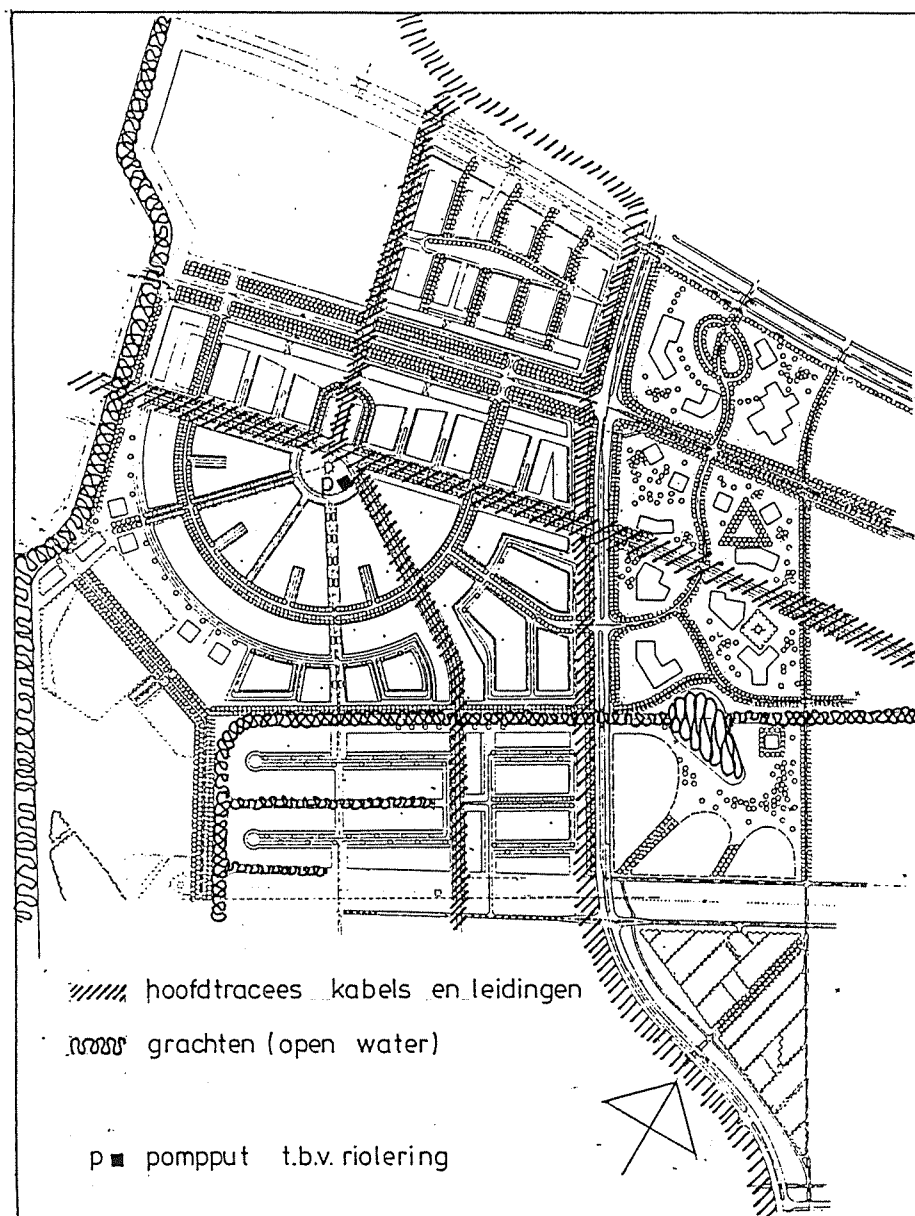 p
hoofdtracees kabels en leidingen
grachten (open water)
p pompput t.b.v. riolering